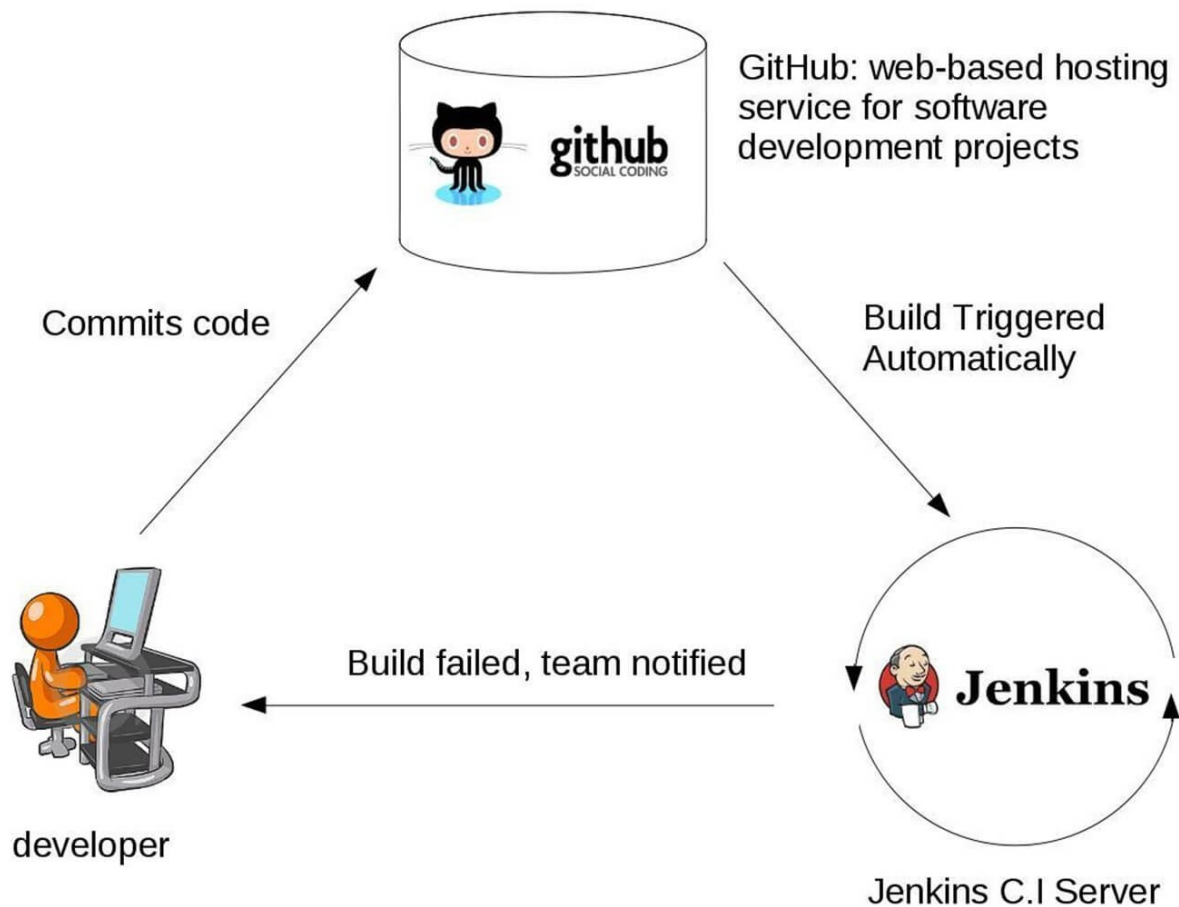 GitHub: web-based hosting
service for software
development projects
github
SOCIAL CODING
Commits code
Build Triggered
Automatically
Build failed, team notified
Jenkins
developer
Jenkins C.I Server